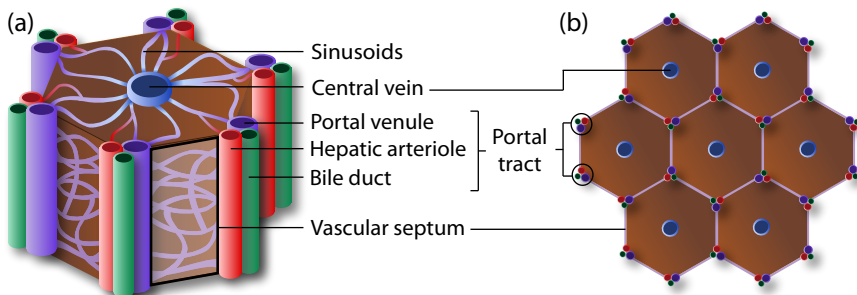 (a)
(b)
Sinusoids
Central vein
Portal venule
Hepatic arteriole
Bile duct
Portal
tract
Vascular septum